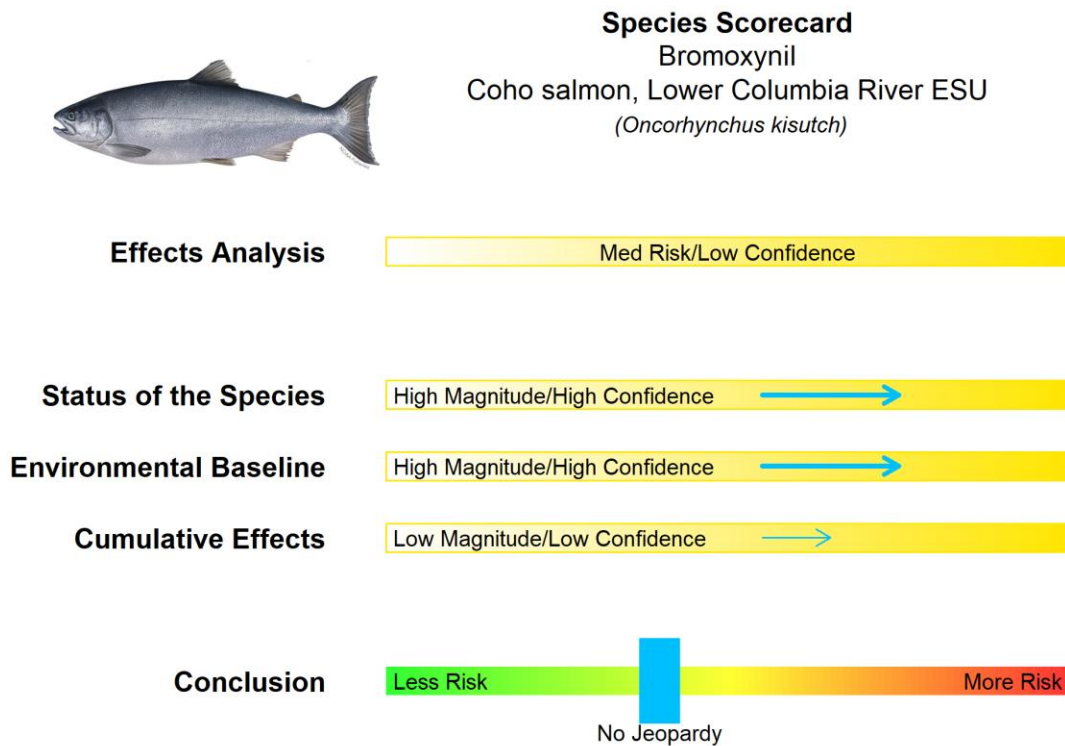 Species Scorecard
Bromoxynil
Coho salmon, Lower Columbia River ESU
(Oncorhynchus kisutch)
Effects Analysis
Med Risk/Low Confidence
Status of the Species
High Magnitude/High Confidence
Environmental Baseline
High Magnitude/High Confidence
Cumulative Effects
Low Magnitude/Low Confidence
Conclusion
Less Risk
More Risk
No Jeopardy